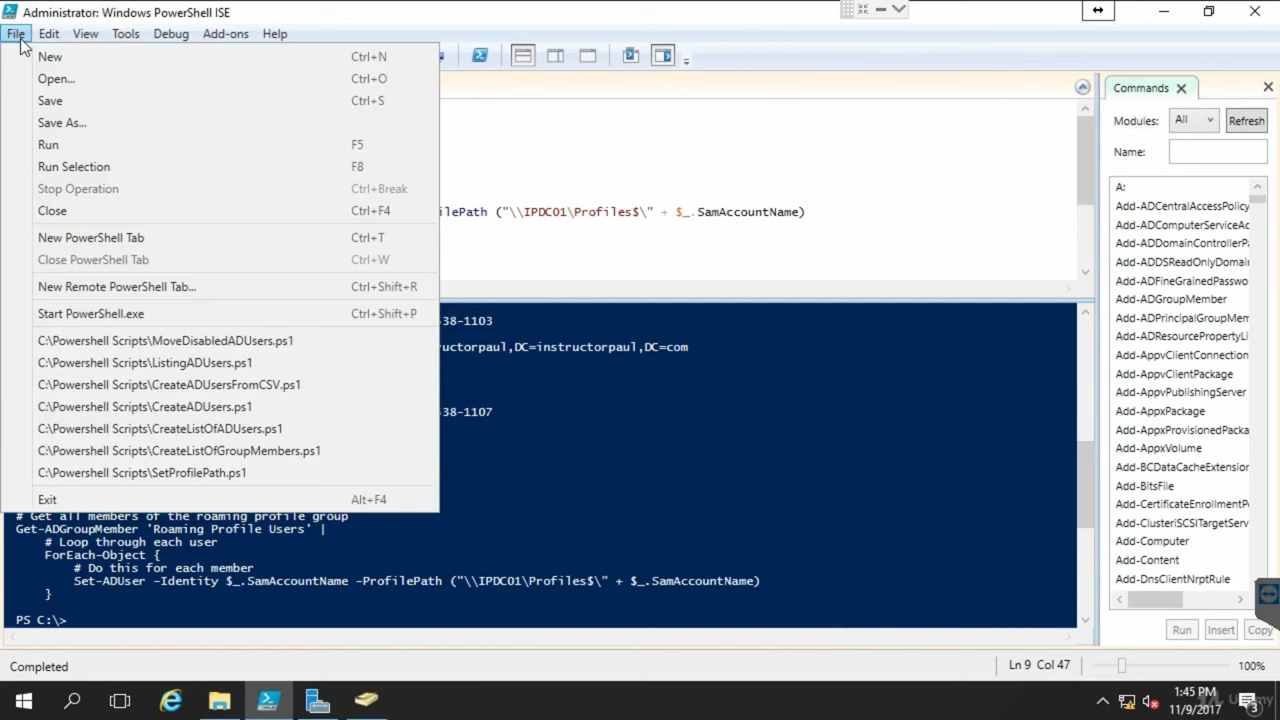 Administrator: Windows PowerShell ISE
File Edit View Tools Debug Add-ons Help
New Ctrl+N
Open... Ctrl+O
Save Ctrl+S
Save As...
Run F5
Run Selection F8
Stop Operation Ctrl+Break
Close Ctrl+F4
New PowerShell Tab Ctrl+T
Close PowerShell Tab Ctrl+W
New Remote PowerShell Tab... Ctrl+Shift+R
Start PowerShell.exe Ctrl+Shift+P
C:\Powershell Scripts\MoveDisabledADUsers.ps1
C:\Powershell Scripts\ListingADUsers.ps1
C:\Powershell Scripts\CreateADUsersFromCSV.ps1
C:\Powershell Scripts\CreateADUsers.ps1
C:\Powershell Scripts\CreateListOfADUsers.ps1
C:\Powershell Scripts\CreateListOfGroupMembers.ps1
C:\Powershell Scripts\SetProfilePath.ps1
Exit Alt+F4
ilePath ("\\IPDC01\Profiles$\" + $_.SamAccountName)
38-1103
uctorpaul,DC=instructorpaul,DC=com
38-1107
# Get all members of the roaming profile group
Get-ADGroupMember 'Roaming Profile Users' |
# Loop through each user
ForEach-Object {
# Do this for each member
Set-ADUser -Identity $_.SamAccountName -ProfilePath ("\\IPDC01\Profiles$\" + $_.SamAccountName)
}
PS C:\>
Commands
Modules: All Refresh
Name:
A:
Add-ADCentralAccessPolicy
Add-ADComputerServiceAc
Add-ADDomainControllerPa
Add-ADDSReadOnlyDomai
Add-ADFineGrainedPasswo
Add-ADGroupMember
Add-ADPrincipalGroupMem
Add-ADResourcePropertyLi
Add-AppvClientConnection
Add-AppvClientPackage
Add-AppvPublishingServer
Add-AppxPackage
Add-AppxProvisionedPacka
Add-AppxVolume
Add-BCDataCacheExtension
Add-BitsFile
Add-CertificateEnrollmentP
Add-ClusteriSCSITargetServ
Add-Computer
Add-Content
Add-DnsClientNrptRule
Run Insert Copy
Completed Ln 9 Col 47 100%
1:45 PM
11/9/2017
3